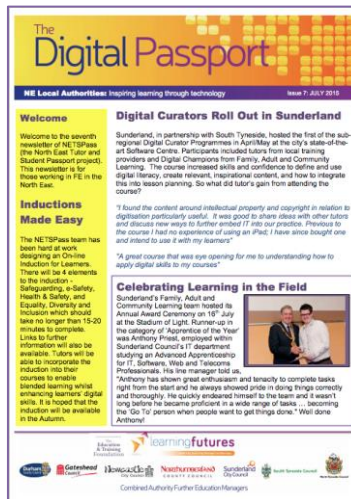 The
Digital Passport
NE Local Authorities: Inspiring learning through technology
Issue 7: JULY 2015
Welcome
Welcome to the seventh
newsletter of NETSPass
(the North East Tutor and
Student Passport project).
This newsletter is for
those working in FE in the
North East.
Inductions
Made Easy
The NETSPass team has
been hard at work
designing an On-line
Induction for Learners.
There will be 4 elements
to the induction -
Safeguarding, e-Safety,
Health & Safety, and
Equality, Diversity and
Inclusion which should
take no longer than 15-20
minutes to complete.
Links to further
information will also be
available. Tutors will be
able to incorporate the
induction into their
courses to enable
blended learning whilst
enhancing learners' digital
skills. It is hoped that the
induction will be available
in the Autumn.
Digital Curators Roll Out in Sunderland
Sunderland, in partnership with South Tyneside, hosted the first of the sub-
regional Digital Curator Programmes in April/May at the city's state-of-the-
art Software Centre. Participants included tutors from local training
providers and Digital Champions from Family, Adult and Community
Learning. The course increased skills and confidence to define and use
digital literacy, create relevant, inspirational content, and how to integrate
this into lesson planning. So what did tutor's gain from attending the
course?
"I found the content around intellectual property and copyright in relation to
digitisation particularly useful. It was good to share ideas with other tutors
and discuss new ways to further embed IT into our practice. Previous to
the course I had no experience of using an iPad; I have since bought one
and intend to use it with my learners"
"A great course that was eye opening for me to understanding how to
apply digital skills to my courses"
Celebrating Learning in the Field
Sunderland's Family, Adult and
Community Learning team hosted its
Annual Award Ceremony on 16th July
at the Stadium of Light. Runner-up in
the category of 'Apprentice of the Year'
was Anthony Priest, employed within
Sunderland Council's IT department
studying an Advanced Apprenticeship
for IT, Software, Web and Telecoms
Professionals. His line manager told us,
"Anthony has shown great enthusiasm and tenacity to complete tasks
right from the start and he always showed pride in doing things correctly
and thoroughly. He quickly endeared himself to the team and it wasn't
long before he became proficient in a wide range of tasks … becoming
the 'Go To' person when people want to get things done." Well done
Anthony!
The
Education
& Training
Foundation
learningfutures
Durham
Gateshead
Council
Newcastle
City Council
Northumberland
County Council
Sunderland
City Council
North Tyneside Council
Combined Authority Further Education Managers